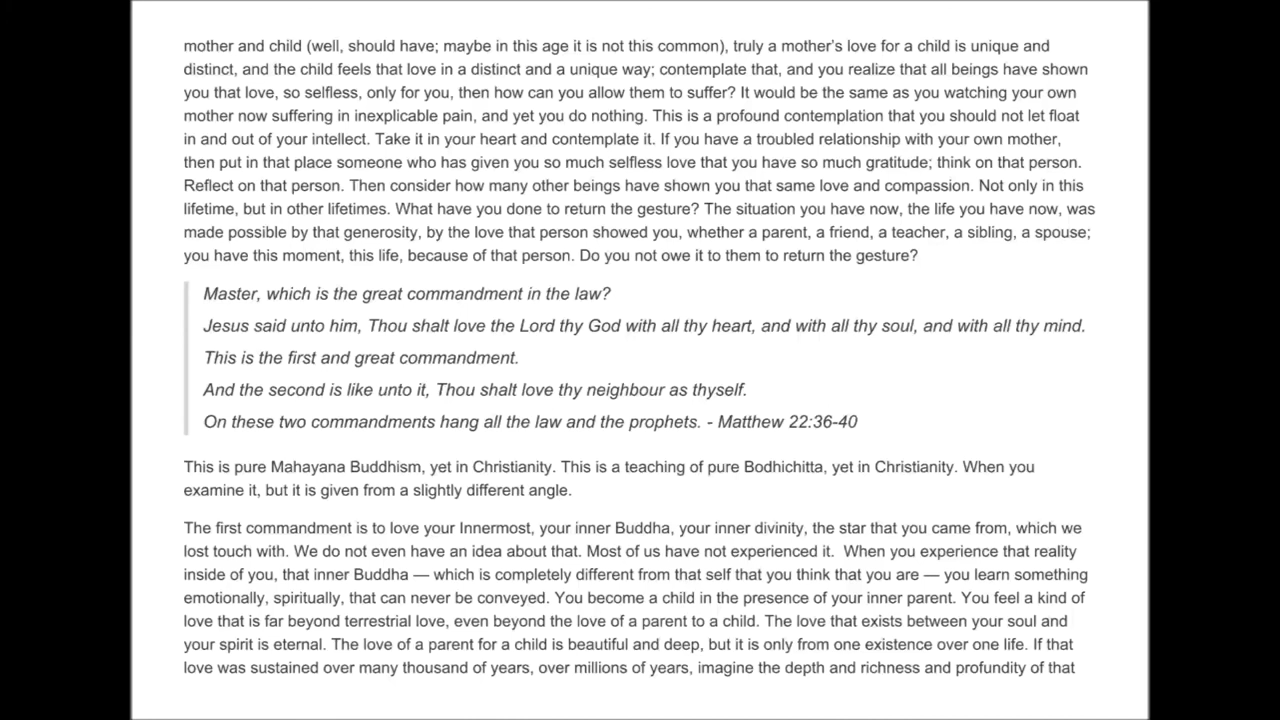 mother and child (well, should have; maybe in this age it is not this common), truly a mother's love for a child is unique and
distinct, and the child feels that love in a distinct and a unique way; contemplate that, and you realize that all beings have shown
you that love, so selfless, only for you, then how can you allow them to suffer? It would be the same as you watching your own
mother now suffering in inexplicable pain, and yet you do nothing. This is a profound contemplation that you should not let float
in and out of your intellect. Take it in your heart and contemplate it. If you have a troubled relationship with your own mother,
then put in that place someone who has given you so much selfless love that you have so much gratitude; think on that person.
Reflect on that person. Then consider how many other beings have shown you that same love and compassion. Not only in this
lifetime, but in other lifetimes. What have you done to return the gesture? The situation you have now, the life you have now, was
made possible by that generosity, by the love that person showed you, whether a parent, a friend, a teacher, a sibling, a spouse;
you have this moment, this life, because of that person. Do you not owe it to them to return the gesture?
Master, which is the great commandment in the law?
Jesus said unto him, Thou shalt love the Lord thy God with all thy heart, and with all thy soul, and with all thy mind.
This is the first and great commandment.
And the second is like unto it, Thou shalt love thy neighbour as thyself.
On these two commandments hang all the law and the prophets. - Matthew 22:36-40
This is pure Mahayana Buddhism, yet in Christianity. This is a teaching of pure Bodhichitta, yet in Christianity. When you
examine it, but it is given from a slightly different angle.
The first commandment is to love your Innermost, your inner Buddha, your inner divinity, the star that you came from, which we
lost touch with. We do not even have an idea about that. Most of us have not experienced it.  When you experience that reality
inside of you, that inner Buddha — which is completely different from that self that you think that you are — you learn something
emotionally, spiritually, that can never be conveyed. You become a child in the presence of your inner parent. You feel a kind of
love that is far beyond terrestrial love, even beyond the love of a parent to a child. The love that exists between your soul and
your spirit is eternal. The love of a parent for a child is beautiful and deep, but it is only from one existence over one life. If that
love was sustained over many thousand of years, over millions of years, imagine the depth and richness and profundity of that